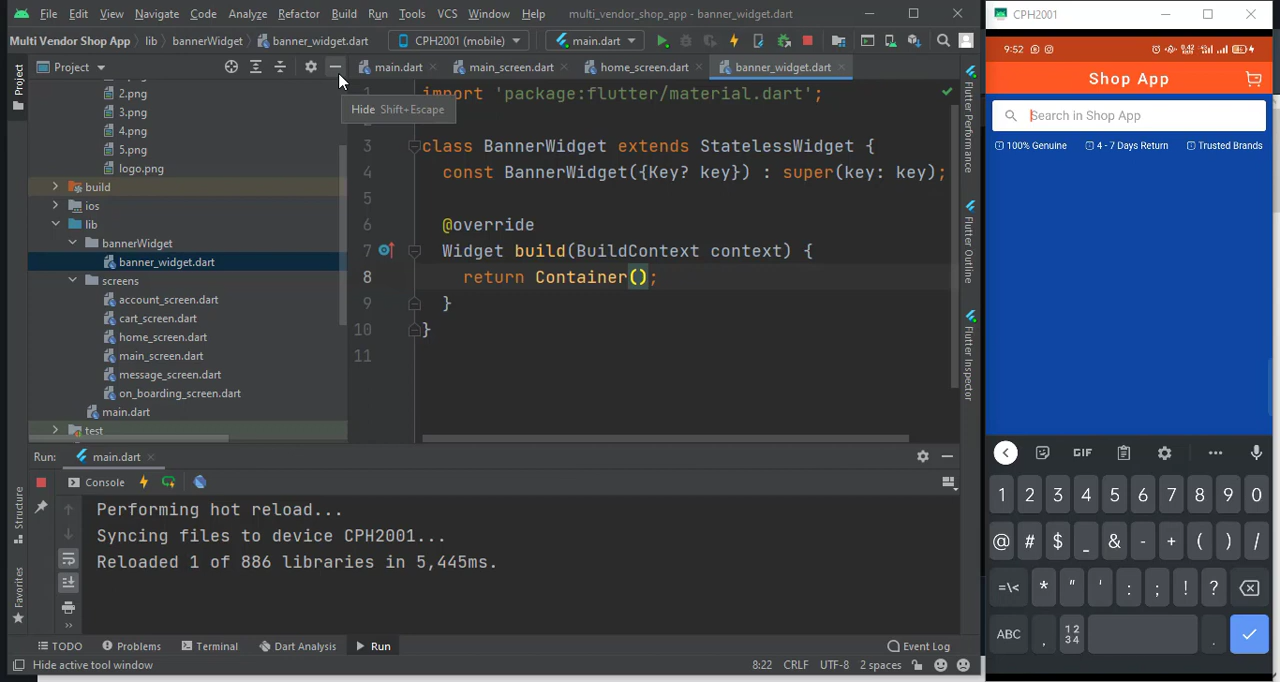 File Edit View Navigate Code Analyze Refactor Build Run Tools VCS Window Help multi_vendor_shop_app - banner_widget.dart
Multi Vendor Shop App lib bannerWidget banner_widget.dart CPH2001 (mobile) main.dart
Project main.dart main_screen.dart home_screen.dart banner_widget.dart
Hide Shift+Escape
Project
Structure
Favorites
2.png
3.png
4.png
5.png
logo.png
build
ios
lib
bannerWidget
banner_widget.dart
screens
account_screen.dart
cart_screen.dart
home_screen.dart
main_screen.dart
message_screen.dart
on_boarding_screen.dart
main.dart
test
1 import 'package:flutter/material.dart';
3 class BannerWidget extends StatelessWidget {
4 const BannerWidget({Key? key}) : super(key: key);
5
6 @override
7 Widget build(BuildContext context) {
8 return Container();
9 }
10 }
11
Flutter Performance
Flutter Outline
Flutter Inspector
Run: main.dart
Console
Performing hot reload...
Syncing files to device CPH2001...
Reloaded 1 of 886 libraries in 5,445ms.
TODO Problems Terminal Dart Analysis Run Event Log
Hide active tool window 8:22 CRLF UTF-8 2 spaces
CPH2001
9:52
Shop App
Search in Shop App
100% Genuine 4 - 7 Days Return Trusted Brands
GIF
1 2 3 4 5 6 7 8 9 0
@ # $ _ & - + ( ) /
=\< * " ' : ; ! ?
ABC , 12 34 .